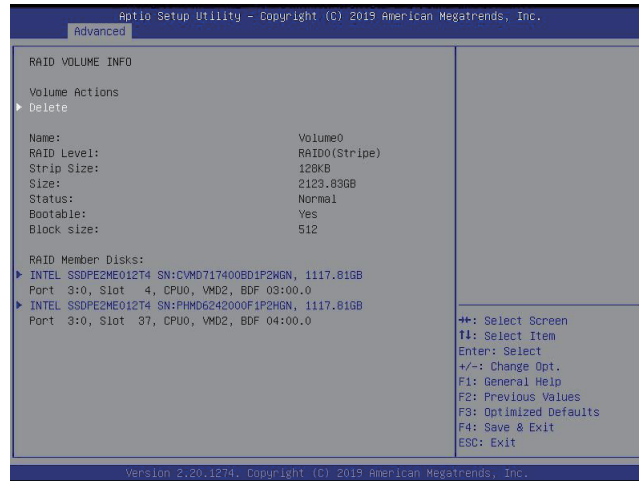 Aptio Setup Utility – Copyright (C) 2019 American Megatrends, Inc.
Advanced
RAID VOLUME INFO
Volume Actions
Delete
Name: Volume0
RAID Level: RAID0(Stripe)
Strip Size: 128KB
Size: 2123.83GB
Status: Normal
Bootable: Yes
Block size: 512
RAID Member Disks:
INTEL SSDPE2ME012T4 SN:CVMD717400BD1P2WGN, 1117.81GB
Port 3:0, Slot 4, CPU0, VMD2, BDF 03:00.0
INTEL SSDPE2ME012T4 SN:PHMD6242000F1P2HGN, 1117.81GB
Port 3:0, Slot 37, CPU0, VMD2, BDF 04:00.0
→←: Select Screen
↑↓: Select Item
Enter: Select
+/-: Change Opt.
F1: General Help
F2: Previous Values
F3: Optimized Defaults
F4: Save & Exit
ESC: Exit
Version 2.20.1274. Copyright (C) 2019 American Megatrends, Inc.